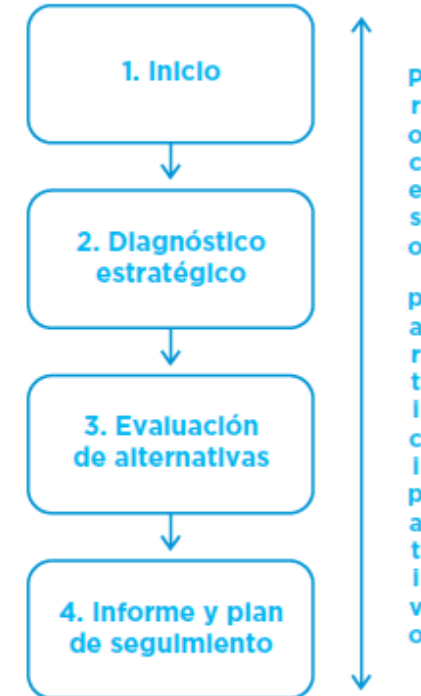 1. Inicio
2. Diagnóstico
estratégico
3. Evaluación
de alternativas
4. Informe y plan
de seguimiento
Proceso participativo